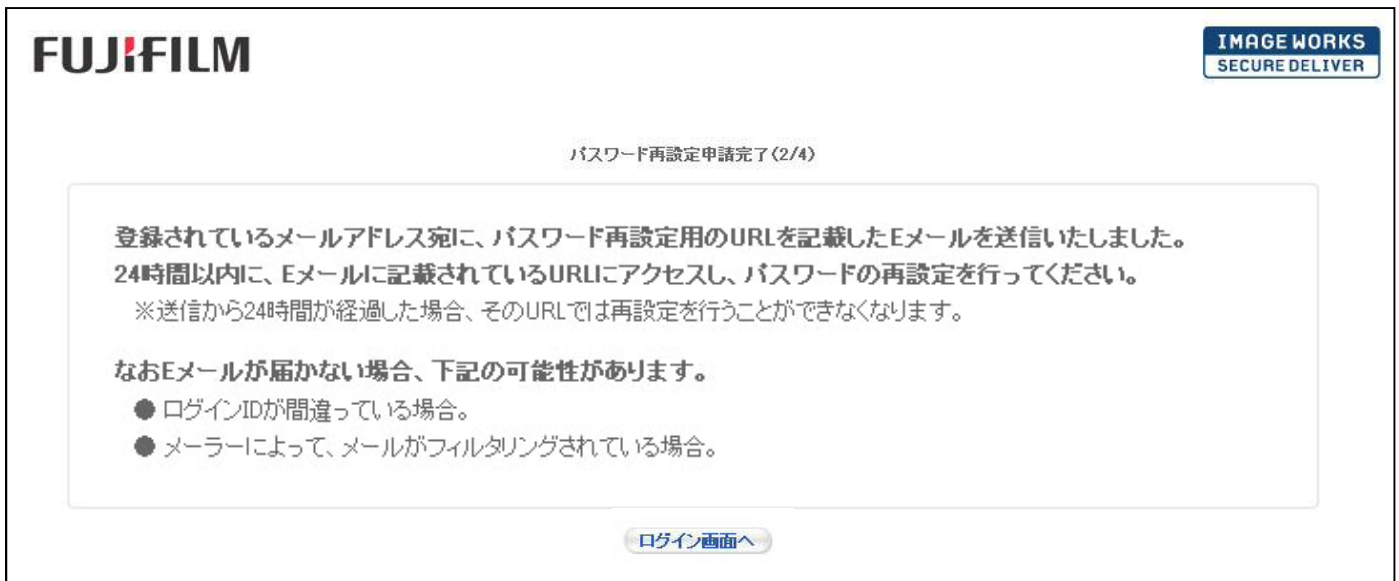 FUJIFILM
IMAGE WORKS
SECURE DELIVER
パスワード再設定申請完了(2/4)
登録されているメールアドレス宛に、パスワード再設定用のURLを記載したEメールを送信いたしました。
24時間以内に、Eメールに記載されているURLにアクセスし、パスワードの再設定を行ってください。
※送信から24時間が経過した場合、そのURLでは再設定を行うことができなくなります。
なおEメールが届かない場合、下記の可能性があります。
● ログインIDが間違っている場合。
● メーラーによって、メールがフィルタリングされている場合。
ログイン画面へ